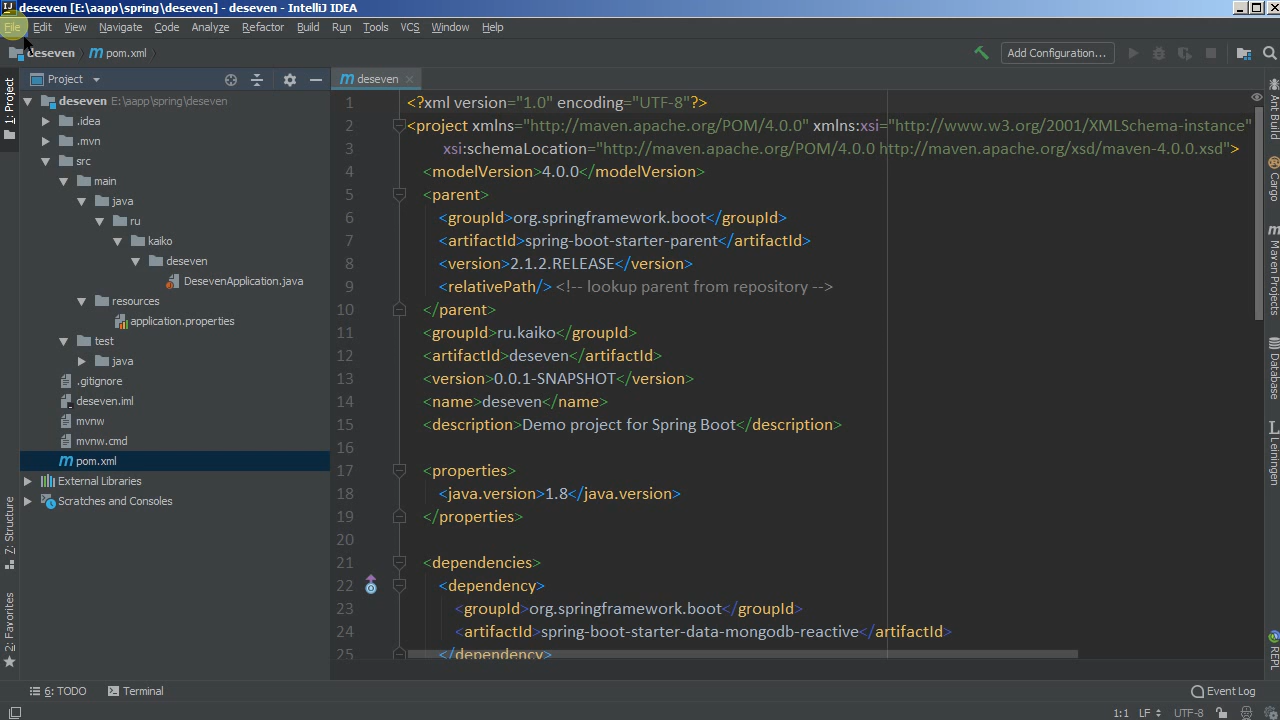 deseven [E:\aapp\spring\deseven] - deseven - IntelliJ IDEA
File Edit View Navigate Code Analyze Refactor Build Run Tools VCS Window Help
deseven pom.xml Add Configuration...
1: Project
Project
deseven
deseven E:\aapp\spring\deseven
.idea
.mvn
src
main
java
ru
kaiko
deseven
DesevenApplication.java
resources
application.properties
test
java
.gitignore
deseven.iml
mvnw
mvnw.cmd
pom.xml
External Libraries
Scratches and Consoles
1 <?xml version="1.0" encoding="UTF-8"?>
2 <project xmlns="http://maven.apache.org/POM/4.0.0" xmlns:xsi="http://www.w3.org/2001/XMLSchema-instance"
3 xsi:schemaLocation="http://maven.apache.org/POM/4.0.0 http://maven.apache.org/xsd/maven-4.0.0.xsd">
4 <modelVersion>4.0.0</modelVersion>
5 <parent>
6 <groupId>org.springframework.boot</groupId>
7 <artifactId>spring-boot-starter-parent</artifactId>
8 <version>2.1.2.RELEASE</version>
9 <relativePath/> <!-- lookup parent from repository -->
10 </parent>
11 <groupId>ru.kaiko</groupId>
12 <artifactId>deseven</artifactId>
13 <version>0.0.1-SNAPSHOT</version>
14 <name>deseven</name>
15 <description>Demo project for Spring Boot</description>
16
17 <properties>
18 <java.version>1.8</java.version>
19 </properties>
20
21 <dependencies>
22 <dependency>
23 <groupId>org.springframework.boot</groupId>
24 <artifactId>spring-boot-starter-data-mongodb-reactive</artifactId>
25 </dependency>
Ant Build
Cargo
Maven Projects
Database
Leiningen
REPL
7: Structure
2: Favorites
6: TODO Terminal Event Log
1:1 LF UTF-8